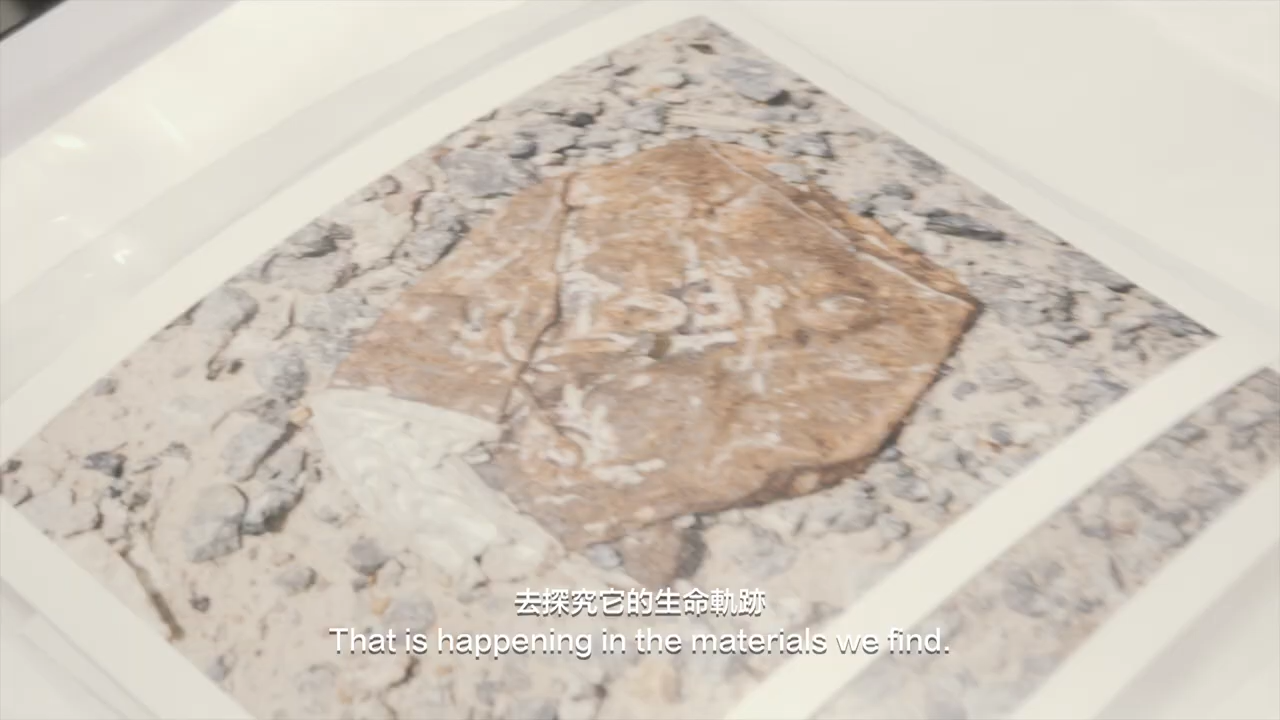 去探究它的生命軌跡
That is happening in the materials we find.